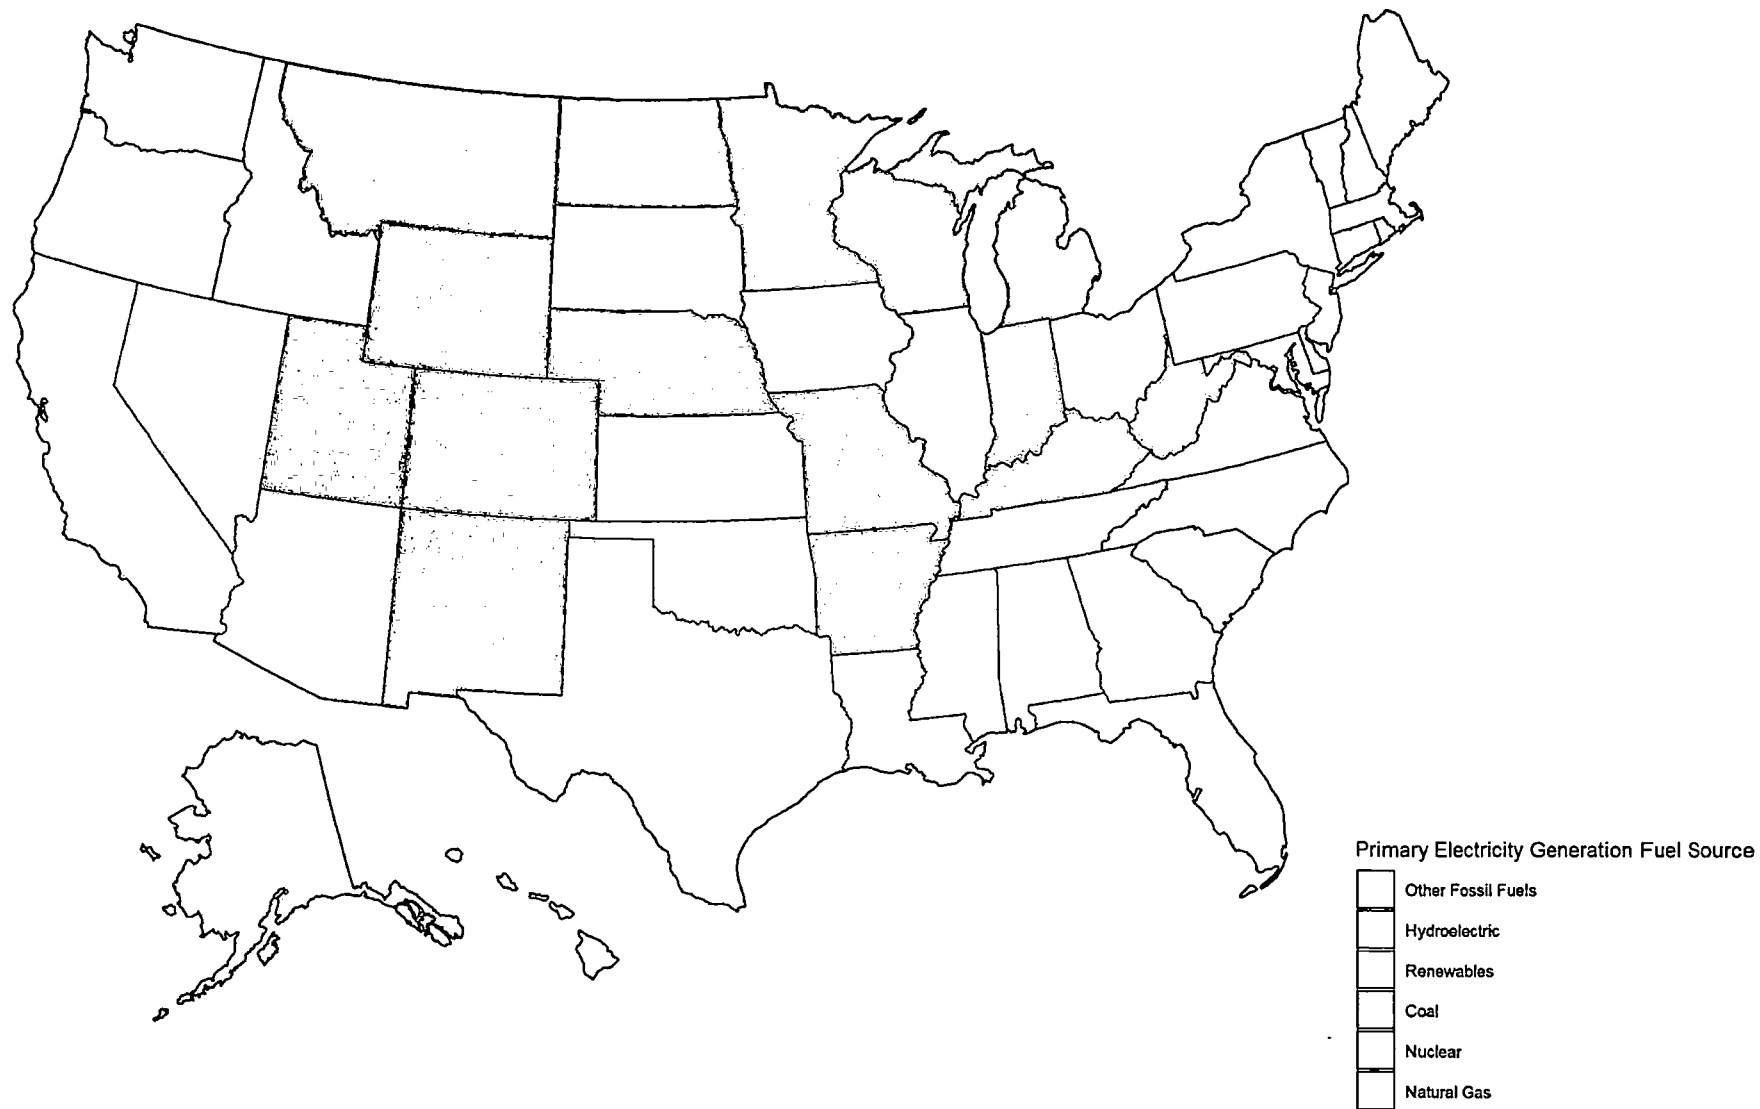 Primary Electricity Generation Fuel Source
Other Fossil Fuels
Hydroelectric
Renewables
Coal
Nuclear
Natural Gas